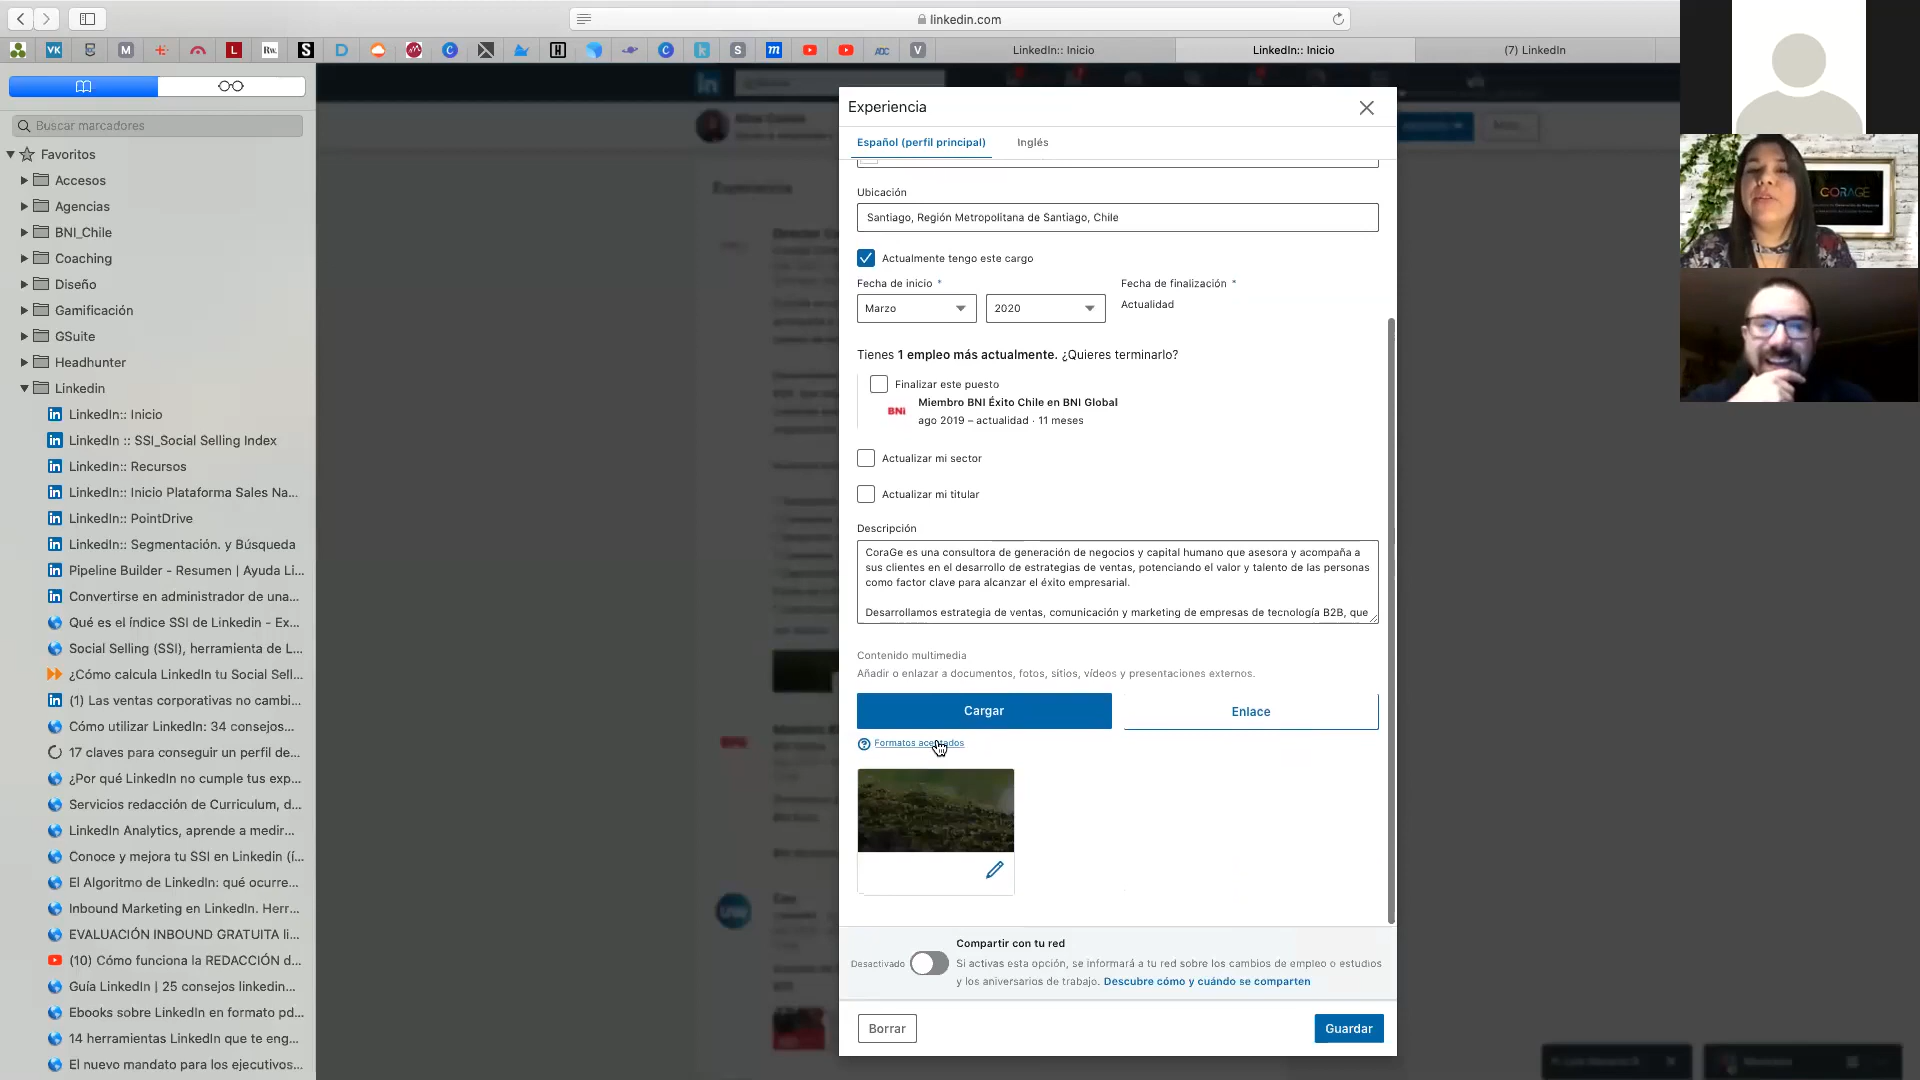 linkedin.com
LinkedIn:: Inicio
LinkedIn:: Inicio
(7) LinkedIn
Buscar marcadores
Favoritos
Accesos
Agencias
BNI_Chile
Coaching
Diseño
Gamificación
GSuite
Headhunter
Linkedin
LinkedIn:: Inicio
LinkedIn :: SSI_Social Selling Index
LinkedIn:: Recursos
LinkedIn:: Inicio Plataforma Sales Na...
LinkedIn:: PointDrive
LinkedIn:: Segmentación. y Búsqueda
Pipeline Builder - Resumen | Ayuda Li...
Convertirse en administrador de una...
Qué es el índice SSI de Linkedin - Ex...
Social Selling (SSI), herramienta de L...
¿Cómo calcula LinkedIn tu Social Sell...
(1) Las ventas corporativas no cambi...
Cómo utilizar LinkedIn: 34 consejos...
17 claves para conseguir un perfil de...
¿Por qué LinkedIn no cumple tus exp...
Servicios redacción de Curriculum, d...
LinkedIn Analytics, aprende a medir...
Conoce y mejora tu SSI en Linkedin (í...
El Algoritmo de LinkedIn: qué ocurre...
Inbound Marketing en LinkedIn. Herr...
EVALUACIÓN INBOUND GRATUITA li...
(10) Cómo funciona la REDACCIÓN d...
Guía LinkedIn | 25 consejos linkedin...
Ebooks sobre LinkedIn en formato pd...
14 herramientas LinkedIn que te eng...
El nuevo mandato para los ejecutivos...
Experiencia
Español (perfil principal)
Inglés
Ubicación
Santiago, Región Metropolitana de Santiago, Chile
Actualmente tengo este cargo
Fecha de inicio *
Fecha de finalización *
Marzo
2020
Actualidad
Tienes 1 empleo más actualmente. ¿Quieres terminarlo?
Finalizar este puesto
BNI
Miembro BNI Éxito Chile en BNI Global
ago 2019 – actualidad · 11 meses
Actualizar mi sector
Actualizar mi titular
Descripción
CoraGe es una consultora de generación de negocios y capital humano que asesora y acompaña a
sus clientes en el desarrollo de estrategias de ventas, potenciando el valor y talento de las personas
como factor clave para alcanzar el éxito empresarial.
Desarrollamos estrategia de ventas, comunicación y marketing de empresas de tecnología B2B, que
Contenido multimedia
Añadir o enlazar a documentos, fotos, sitios, vídeos y presentaciones externos.
Cargar
Enlace
Formatos aceptados
Compartir con tu red
Desactivado
Si activas esta opción, se informará a tu red sobre los cambios de empleo o estudios
y los aniversarios de trabajo. Descubre cómo y cuándo se comparten
Borrar
Guardar
CORAGE